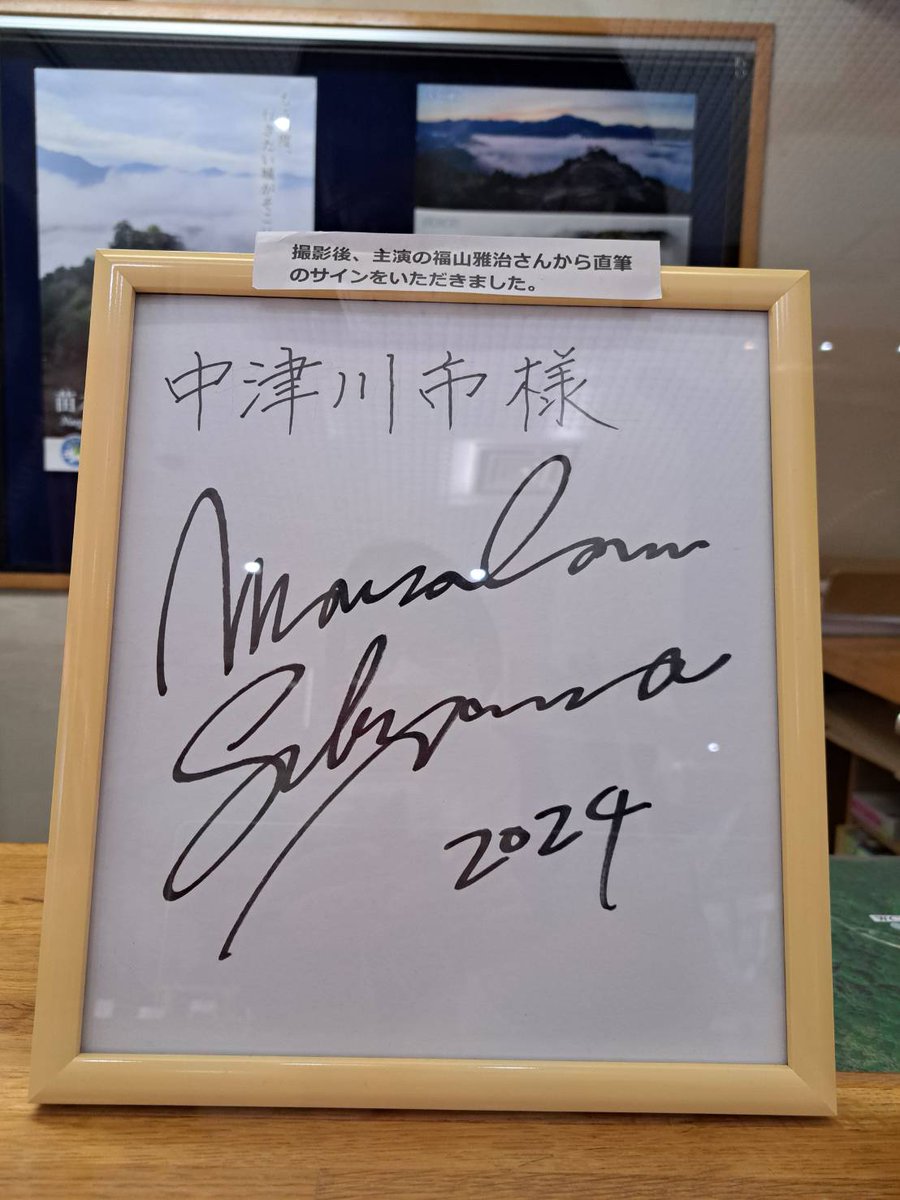 撮影後、主演の福山雅治さんから直筆
のサインをいただきました。
中津川市様
Masaharu
Fukuyama
2024
苗